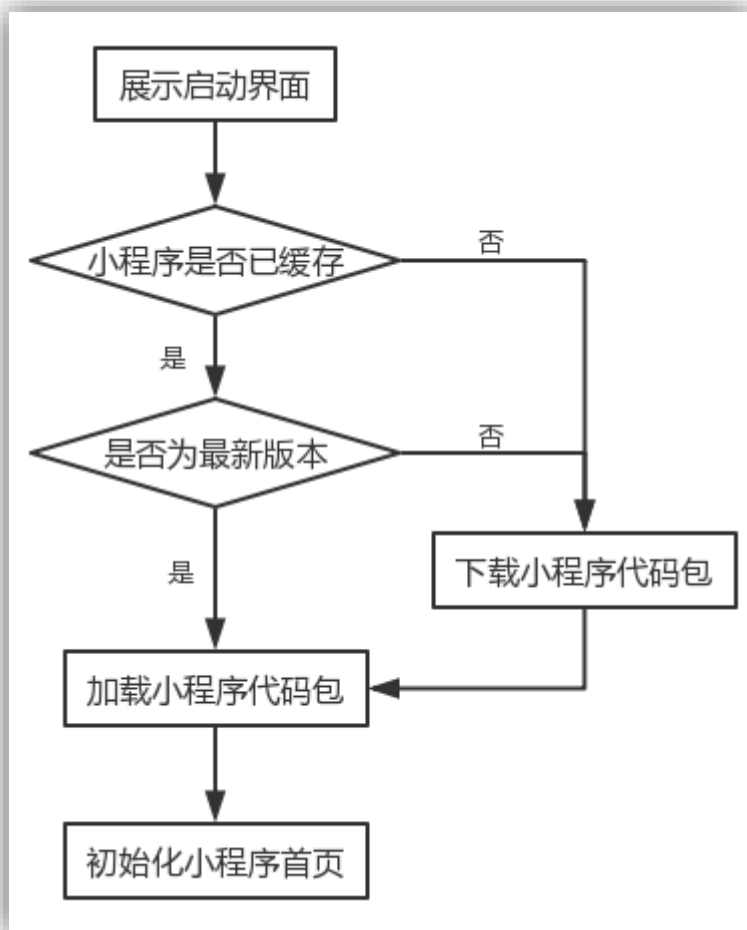 展示启动界面
小程序是否已缓存
否
是
是否为最新版本
否
是
下载小程序代码包
加载小程序代码包
初始化小程序首页